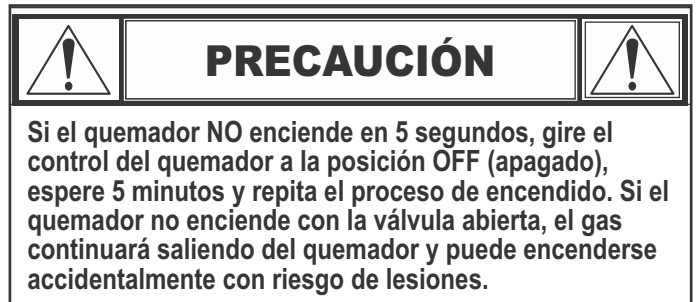 PRECAUCIÓN
Si el quemador NO enciende en 5 segundos, gire el
control del quemador a la posición OFF (apagado),
espere 5 minutos y repita el proceso de encendido. Si el
quemador no enciende con la válvula abierta, el gas
continuará saliendo del quemador y puede encenderse
accidentalmente con riesgo de lesiones.